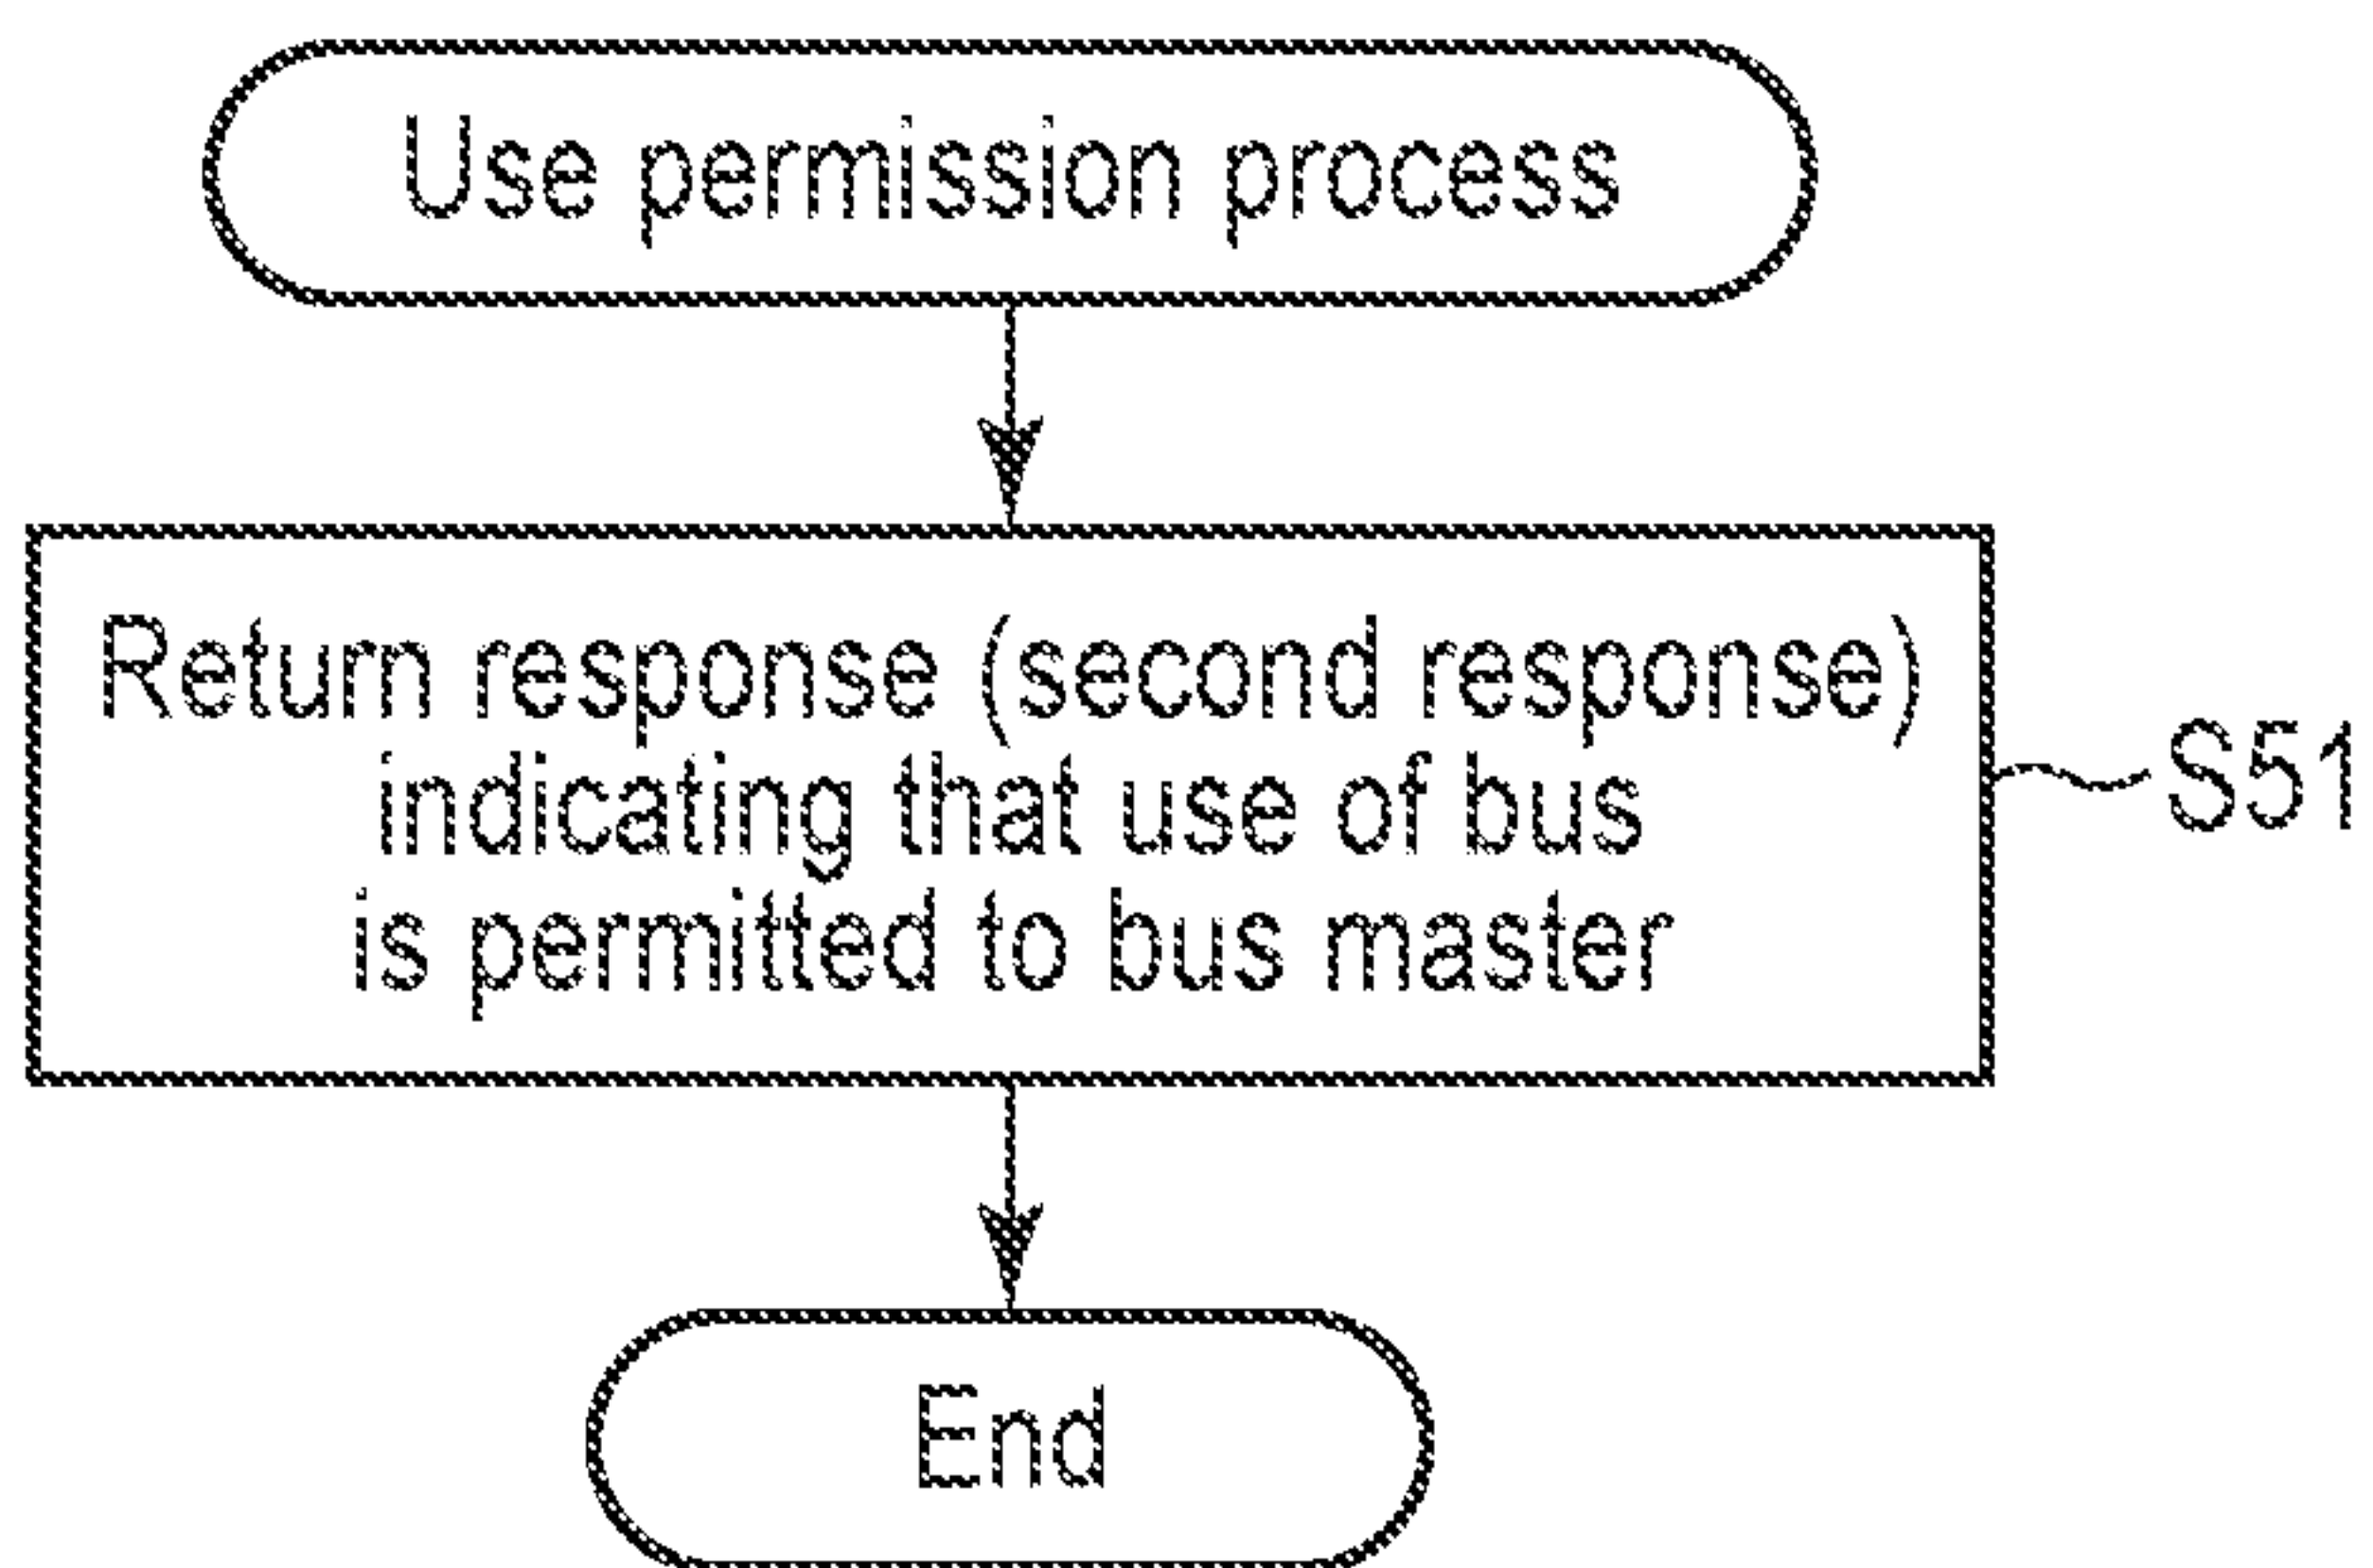 Use permission process
Return response (second response)
indicating that use of bus
is permitted to bus master
S51
End